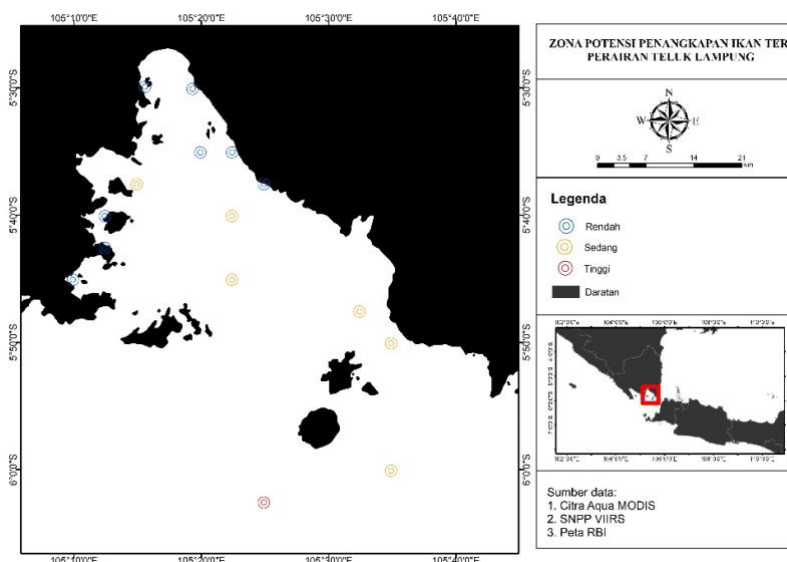 105°10'0"E 105°20'0"E 105°30'0"E 105°40'0"E
5°30'0"S
5°40'0"S
5°50'0"S
6°0'0"S
5°30'0"S
5°40'0"S
5°50'0"S
6°0'0"S
105°10'0"E 105°20'0"E 105°30'0"E 105°40'0"E
ZONA POTENSI PENANGKAPAN IKAN TERI
PERAIRAN TELUK LAMPUNG
N
W E
S
0 3.5 7 14 21
km
Legenda
Rendah
Sedang
Tinggi
Daratan
Sumber data:
1. Citra Aqua MODIS
2. SNPP VIIRS
3. Peta RBI